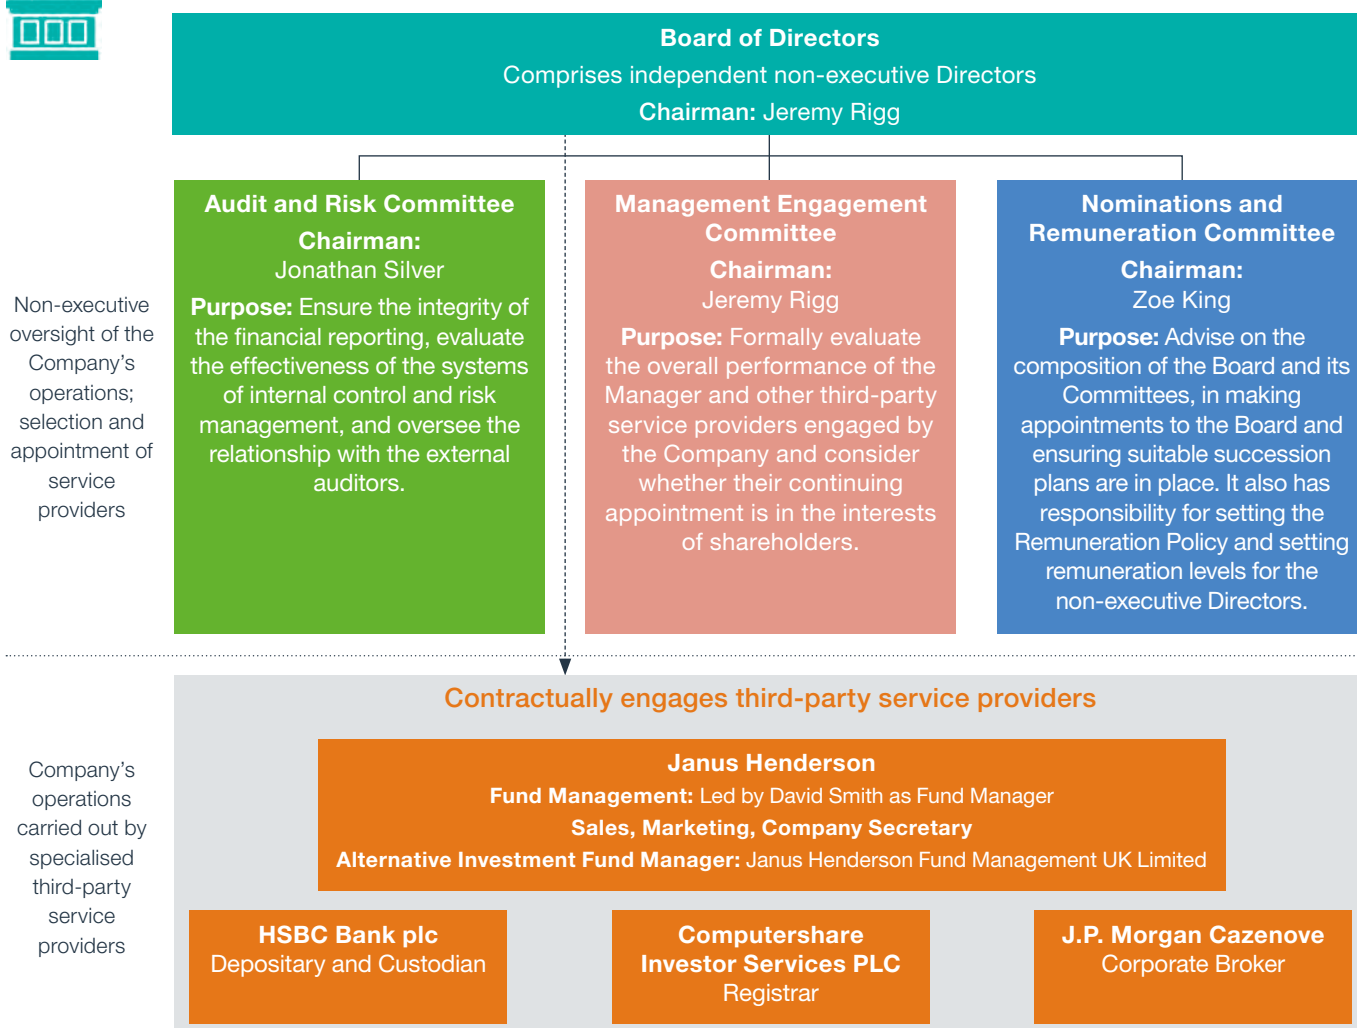 Board of Directors
Comprises independent non-executive Directors
Chairman: Jeremy Rigg
Non-executive
oversight of the
Company’s
operations;
selection and
appointment of
service
providers
Audit and Risk Committee
Chairman:
Jonathan Silver
Purpose: Ensure the integrity of
the financial reporting, evaluate
the effectiveness of the systems
of internal control and risk
management, and oversee the
relationship with the external
auditors.
Management Engagement
Committee
Chairman:
Jeremy Rigg
Purpose: Formally evaluate
the overall performance of the
Manager and other third-party
service providers engaged by
the Company and consider
whether their continuing
appointment is in the interests
of shareholders.
Nominations and
Remuneration Committee
Chairman:
Zoe King
Purpose: Advise on the
composition of the Board and its
Committees, in making
appointments to the Board and
ensuring suitable succession
plans are in place. It also has
responsibility for setting the
Remuneration Policy and setting
remuneration levels for the
non-executive Directors.
Company’s
operations
carried out by
specialised
third-party
service
providers
Contractually engages third-party service providers
Janus Henderson
Fund Management: Led by David Smith as Fund Manager
Sales, Marketing, Company Secretary
Alternative Investment Fund Manager: Janus Henderson Fund Management UK Limited
HSBC Bank plc
Depositary and Custodian
Computershare
Investor Services PLC
Registrar
J.P. Morgan Cazenove
Corporate Broker